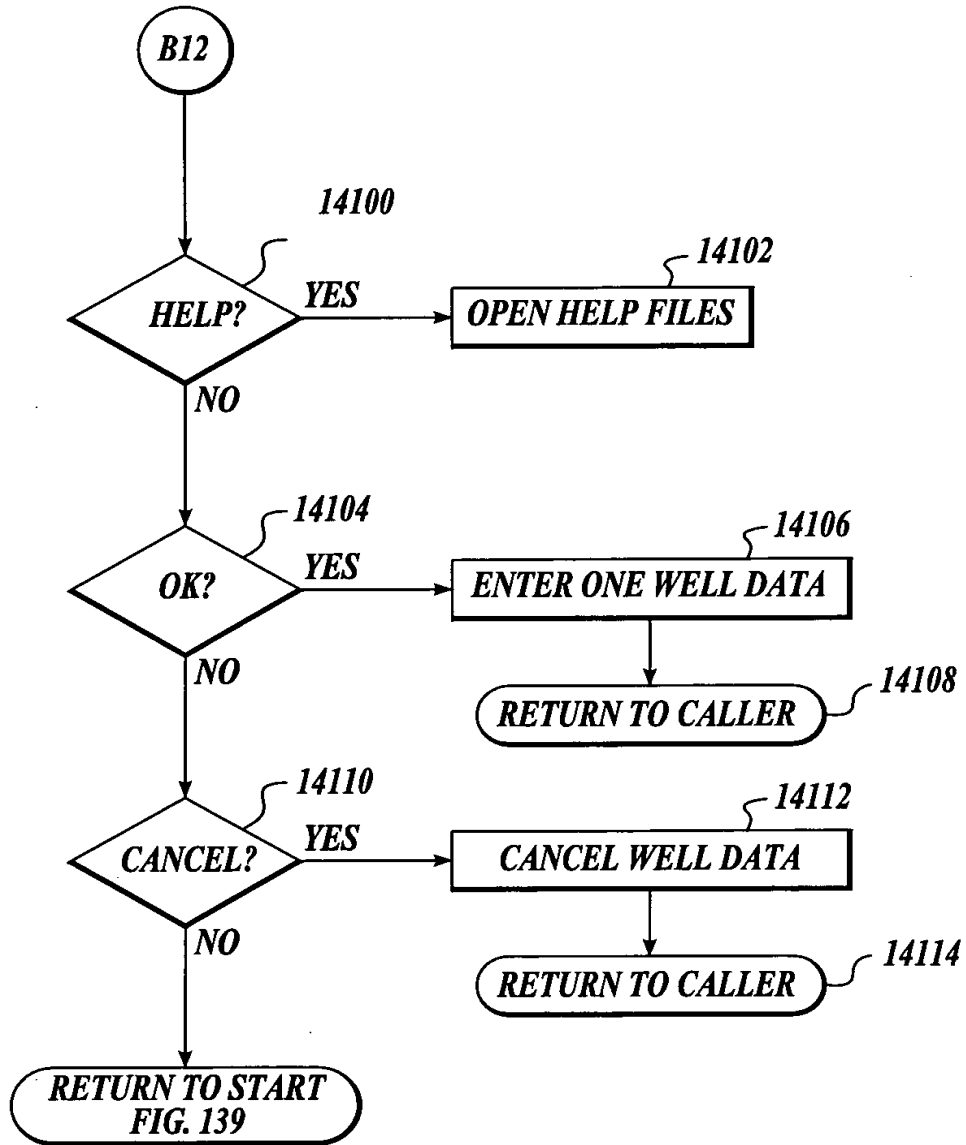 B12
14100
HELP?
YES
14102
OPEN HELP FILES
NO
14104
OK?
YES
14106
ENTER ONE WELL DATA
NO
RETURN TO CALLER
14108
14110
CANCEL?
YES
14112
CANCEL WELL DATA
NO
RETURN TO CALLER
14114
RETURN TO START
FIG. 139